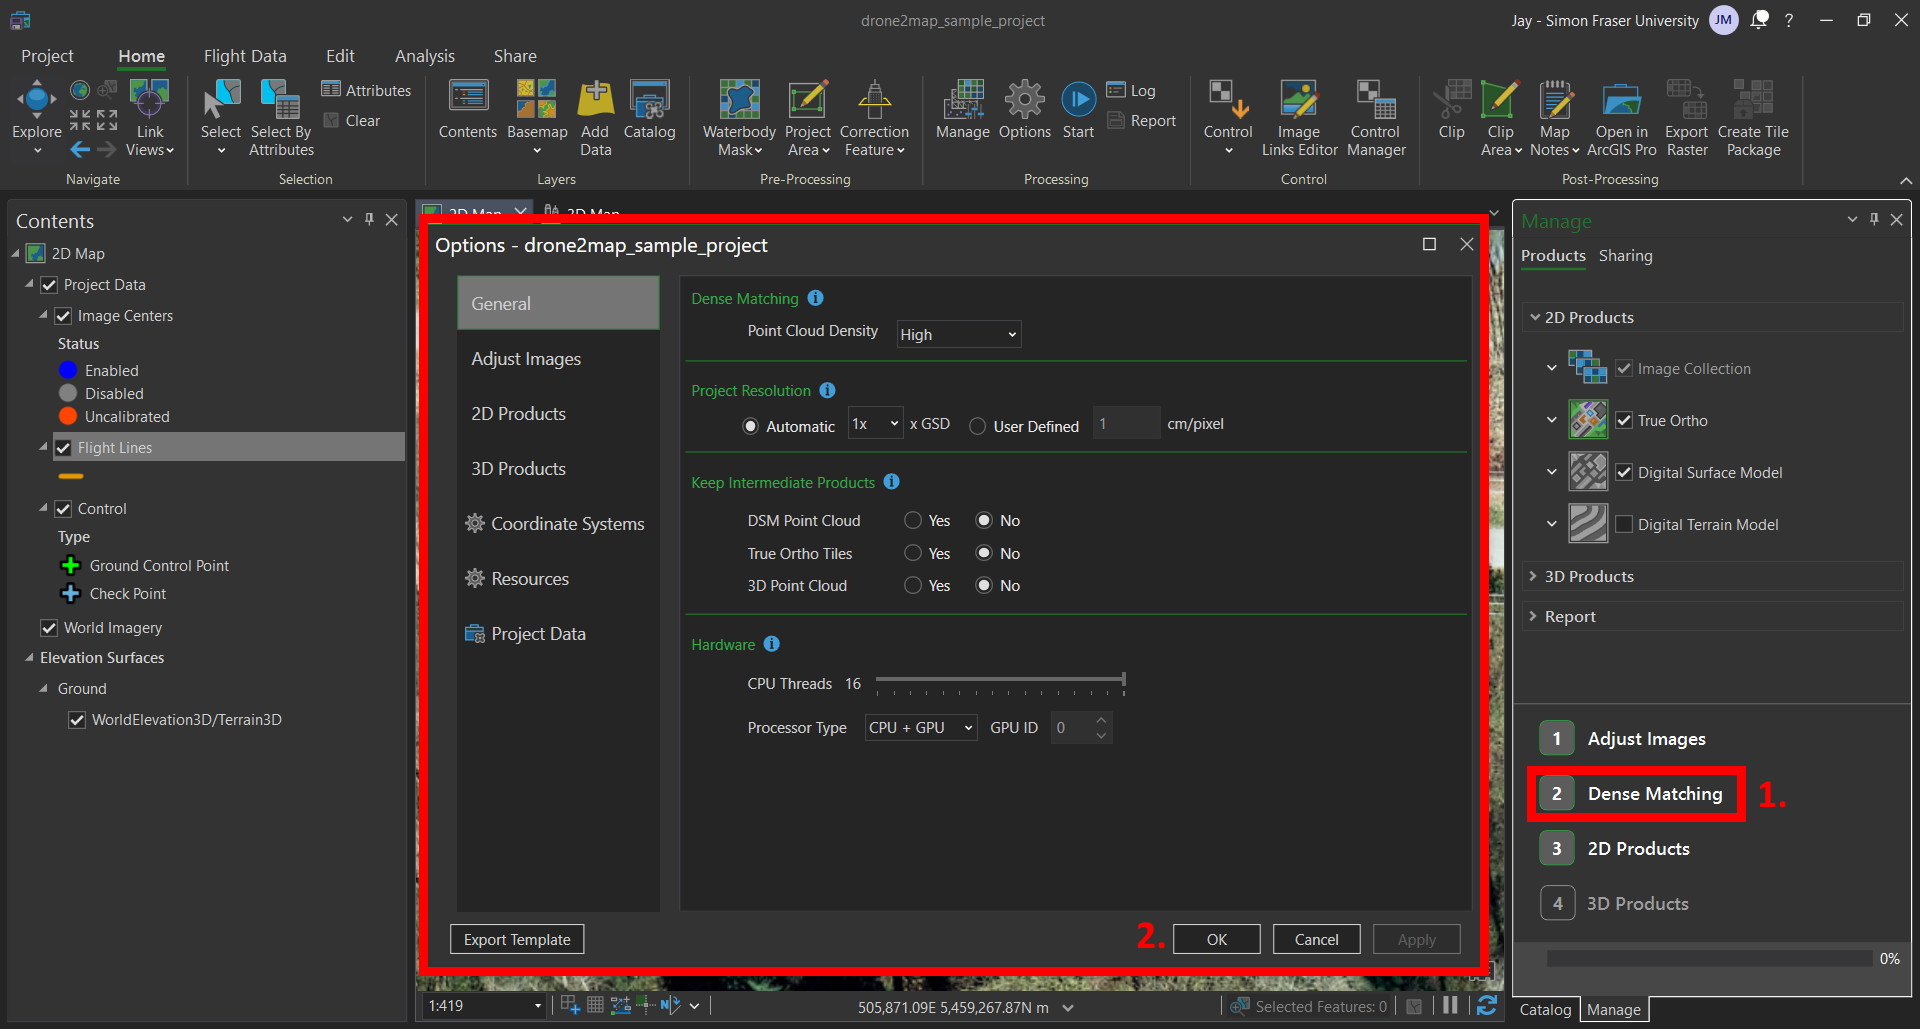 drone2map_sample_project
Jay - Simon Fraser University
JM
?
Project
Home
Flight Data
Edit
Analysis
Share
Explore
Link Views
Navigate
Select
Select By Attributes
Attributes
Clear
Selection
Contents
Basemap
Add Data
Catalog
Layers
Waterbody Mask
Project Area
Correction Feature
Pre-Processing
Manage
Options
Start
Log
Report
Processing
Control
Image Links Editor
Control Manager
Control
Clip
Clip Area
Map Notes
Open in ArcGIS Pro
Export Raster
Create Tile Package
Post-Processing
Contents
2D Map
Project Data
Image Centers
Status
Enabled
Disabled
Uncalibrated
Flight Lines
Control
Type
Ground Control Point
Check Point
World Imagery
Elevation Surfaces
Ground
WorldElevation3D/Terrain3D
2D Map
3D Map
Options - drone2map_sample_project
General
Adjust Images
2D Products
3D Products
Coordinate Systems
Resources
Project Data
Dense Matching
Point Cloud Density High
Project Resolution
Automatic 1x x GSD User Defined 1 cm/pixel
Keep Intermediate Products
DSM Point Cloud Yes No
True Ortho Tiles Yes No
3D Point Cloud Yes No
Hardware
CPU Threads 16
Processor Type CPU + GPU GPU ID 0
Export Template
2.
OK
Cancel
Apply
1:419
505,871.09E 5,459,267.87N m
Selected Features: 0
Manage
Products
Sharing
2D Products
Image Collection
True Ortho
Digital Surface Model
Digital Terrain Model
3D Products
Report
1 Adjust Images
2 Dense Matching
1.
3 2D Products
4 3D Products
0%
Catalog
Manage